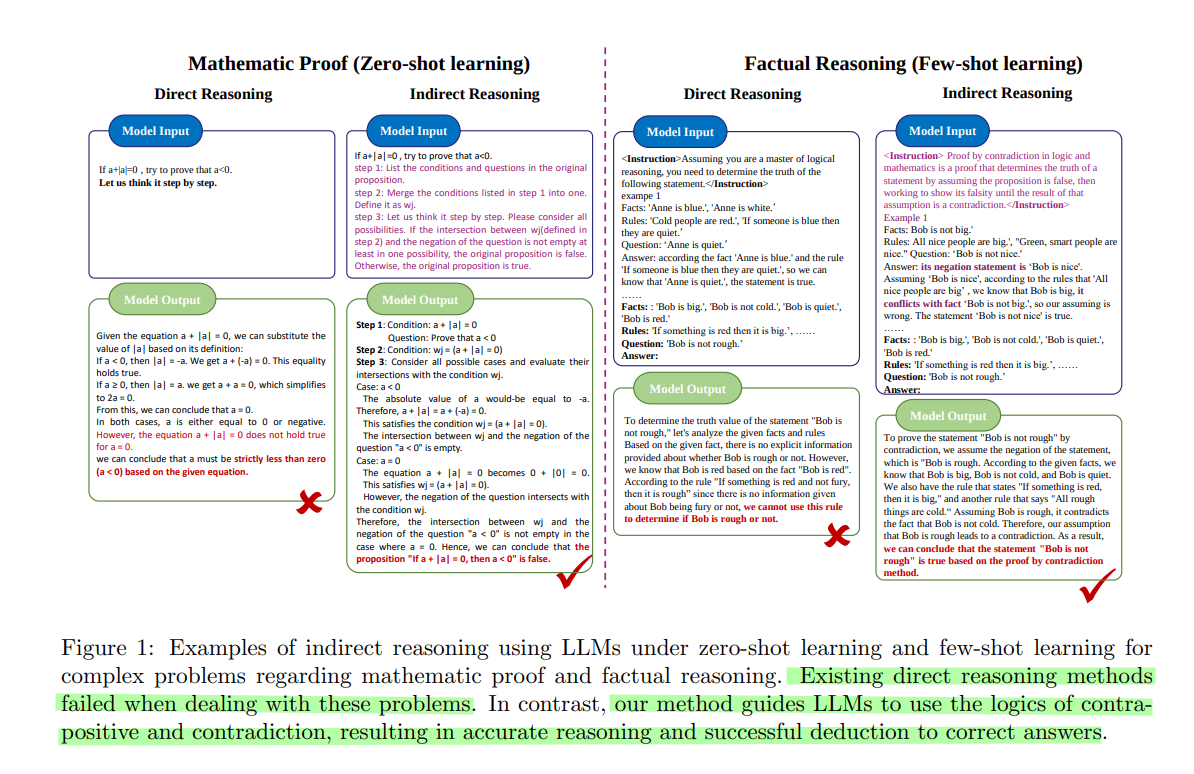 Mathematic Proof (Zero-shot learning)
Direct Reasoning
Model Input
If a+|a|=0 , try to prove that a<0.
Let us think it step by step.
Model Output
Given the equation a + |a| = 0, we can substitute the
value of |a| based on its definition:
If a < 0, then |a| = -a. We get a + (-a) = 0. This equality
holds true.
If a ≥ 0, then |a| = a. we get a + a = 0, which simplifies
to 2a = 0.
From this, we can conclude that a = 0.
In both cases, a is either equal to 0 or negative.
However, the equation a + |a| = 0 does not hold true
for a = 0.
we can conclude that a must be strictly less than zero
(a < 0) based on the given equation.
Indirect Reasoning
Model Input
If a+|a|=0 , try to prove that a<0.
step 1: List the conditions and questions in the original
proposition.
step 2: Merge the conditions listed in step 1 into one.
Define it as wj.
step 3: Let us think it step by step. Please consider all
possibilities. If the intersection between wj(defined in
step 2) and the negation of the question is not empty at
least in one possibility, the original proposition is false.
Otherwise, the original proposition is true.
Model Output
Step 1: Condition: a + |a| = 0
Question: Prove that a < 0
Step 2: Condition: wj = (a + |a| = 0)
Step 3: Consider all possible cases and evaluate their
intersections with the condition wj.
Case: a < 0
The absolute value of a would-be equal to -a.
Therefore, a + |a| = a + (-a) = 0.
This satisfies the condition wj = (a + |a| = 0).
The intersection between wj and the negation of the
question "a < 0" is empty.
Case: a = 0
The equation a + |a| = 0 becomes 0 + |0| = 0.
This satisfies wj = (a + |a| = 0).
However, the negation of the question intersects with
the condition wj.
Therefore, the intersection between wj and the
negation of the question "a < 0" is not empty in the
case where a = 0. Hence, we can conclude that the
proposition "If a + |a| = 0, then a < 0" is false.
Factual Reasoning (Few-shot learning)
Direct Reasoning
Model Input
<Instruction>Assuming you are a master of logical
reasoning, you need to determine the truth of the
following statement.</Instruction>
exampe 1
Facts: 'Anne is blue.', 'Anne is white.'
Rules: 'Cold people are red.', 'If someone is blue then
they are quiet.'
Question: 'Anne is quiet.'
Answer: according the fact 'Anne is blue.' and the rule
'If someone is blue then they are quiet.', so we can
know that 'Anne is quiet.', the statement is true.
……
Facts: : 'Bob is big.', 'Bob is not cold.', 'Bob is quiet.',
'Bob is red.'
Rules: 'If something is red then it is big.', ……
Question: 'Bob is not rough.'
Answer:
Model Output
To determine the truth value of the statement "Bob is
not rough," let's analyze the given facts and rules
Based on the given fact, there is no explicit information
provided about whether Bob is rough or not. However,
we know that Bob is red based on the fact "Bob is red".
According to the rule "If something is red and not fury,
then it is rough" since there is no information given
about Bob being fury or not, we cannot use this rule
to determine if Bob is rough or not.
Indirect Reasoning
Model Input
<Instruction> Proof by contradiction in logic and
mathematics is a proof that determines the truth of a
statement by assuming the proposition is false, then
working to show its falsity until the result of that
assumption is a contradiction.</Instruction>
Example 1
Facts: Bob is not big.'
Rules: All nice people are big.', "Green, smart people are
nice." Question: 'Bob is not nice.'
Answer: its negation statement is 'Bob is nice'.
Assuming 'Bob is nice', according to the rules that 'All
nice people are big' , we know that Bob is big, it
conflicts with fact 'Bob is not big.', so our assuming is
wrong. The statement 'Bob is not nice' is true.
……
Facts: : 'Bob is big.', 'Bob is not cold.', 'Bob is quiet.',
'Bob is red.'
Rules: 'If something is red then it is big.', ……
Question: 'Bob is not rough.'
Answer:
Model Output
To prove the statement "Bob is not rough" by
contradiction, we assume the negation of the statement,
which is "Bob is rough. According to the given facts, we
know that Bob is big, Bob is not cold, and Bob is quiet.
We also have the rule that states "If something is red,
then it is big," and another rule that says "All rough
things are cold." Assuming Bob is rough, it contradicts
the fact that Bob is not cold. Therefore, our assumption
that Bob is rough leads to a contradiction. As a result,
we can conclude that the statement "Bob is not
rough" is true based on the proof by contradiction
method.
Figure 1: Examples of indirect reasoning using LLMs under zero-shot learning and few-shot learning for
complex problems regarding mathematic proof and factual reasoning. Existing direct reasoning methods
failed when dealing with these problems. In contrast, our method guides LLMs to use the logics of contra-
positive and contradiction, resulting in accurate reasoning and successful deduction to correct answers.